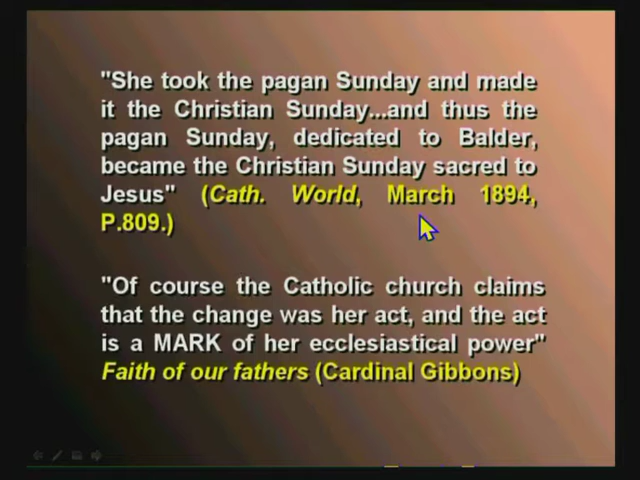 "She took the pagan Sunday and made
it the Christian Sunday...and thus the
pagan Sunday, dedicated to Balder,
became the Christian Sunday sacred to
Jesus" (Cath. World, March 1894,
P.809.)
"Of course the Catholic church claims
that the change was her act, and the act
is a MARK of her ecclesiastical power"
Faith of our fathers (Cardinal Gibbons)